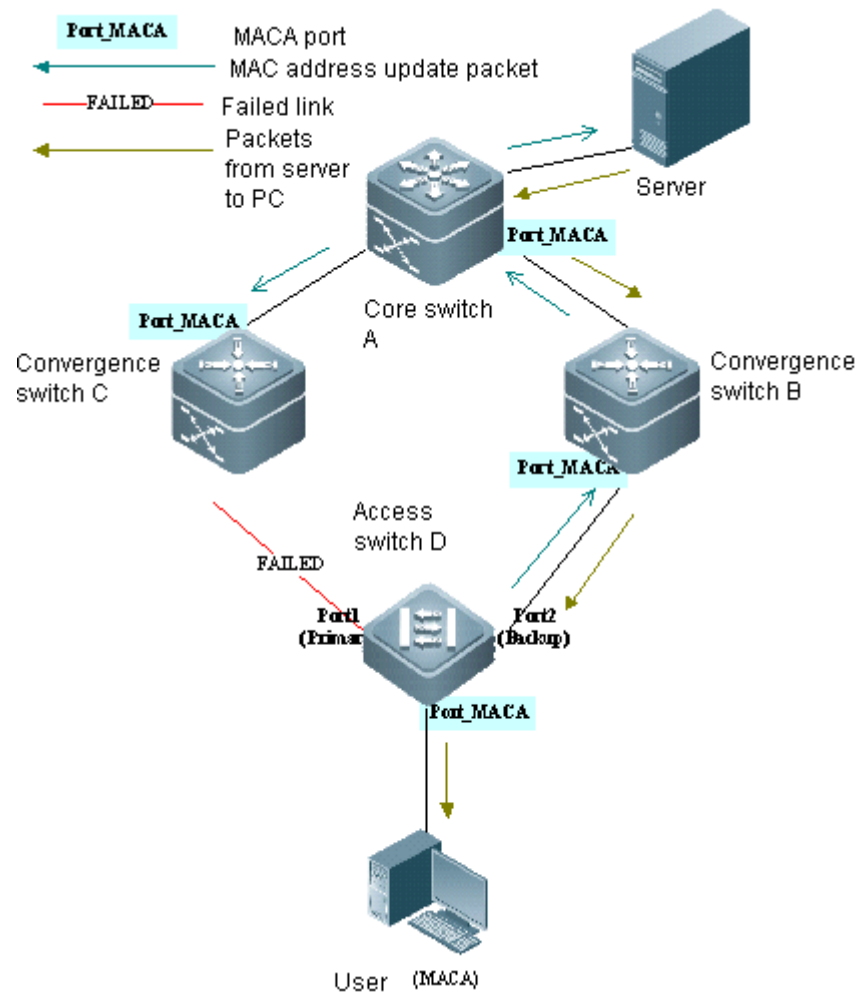 Port_MACA
MACA port
MAC address update packet
FAILED
Failed link
Packets
from server
to PC
Server
Port_MACA
Core switch
A
Port_MACA
Convergence
switch C
Convergence
switch B
Port_MACA
Access
switch D
FAILED
Port1
(Primar
Port2
(Backup)
Port_MACA
User (MACA)